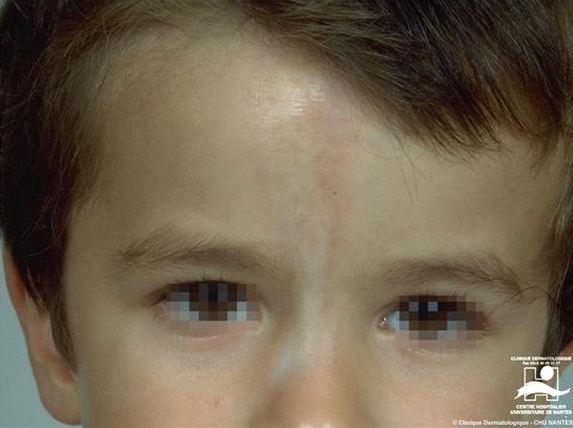 CLINIQUE DERMATOLOGIQUE
CENTRE HOSPITALIER
UNIVERSITAIRE DE NANTES
© Clinique Dermatologique - CHU NANTES